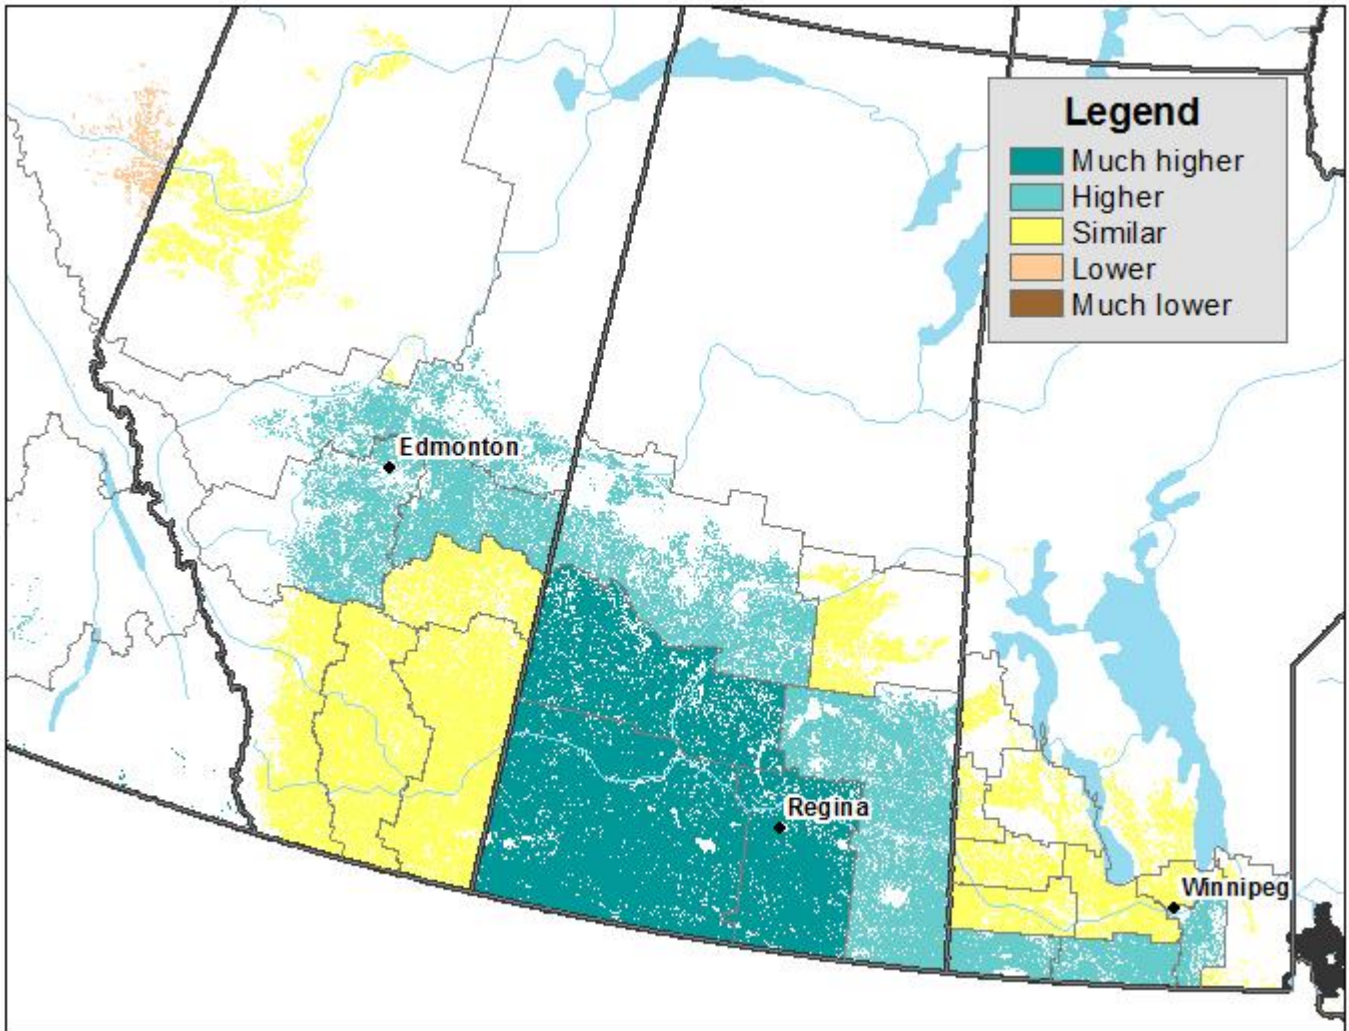 Legend
Much higher
Higher
Similar
Lower
Much lower
Edmonton
Regina
Winnipeg